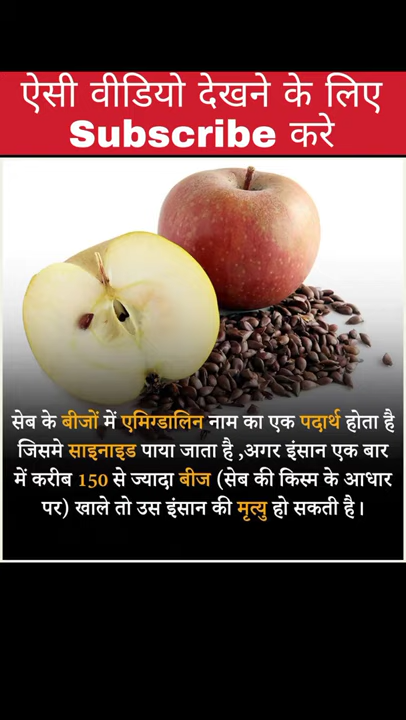 ऐसी वीडियो देखने के लिए
Subscribe करे
सेब के बीजों में एमिग्डालिन नाम का एक पदार्थ होता है
जिसमे साइनाइड पाया जाता है ,अगर इंसान एक बार
में करीब 150 से ज्यादा बीज (सेब की किस्म के आधार
पर) खाले तो उस इंसान की मृत्यु हो सकती है।